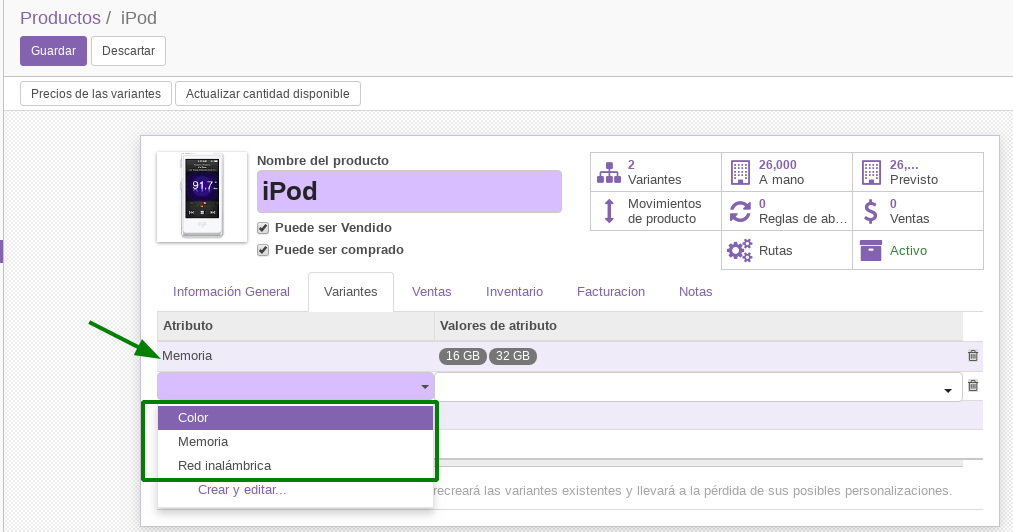 Productos / iPod
Guardar Descartar
Precios de las variantes Actualizar cantidad disponible
Nombre del producto
iPod
Puede ser Vendido
Puede ser comprado
2
Variantes
26,000
A mano
26,...
Previsto
Movimientos
de producto
0
Reglas de ab...
0
Ventas
Rutas
Activo
91.7
Información General Variantes Ventas Inventario Facturacion Notas
Atributo Valores de atributo
Memoria 16 GB 32 GB
Color
Memoria
Red inalámbrica
Crear y editar...
recreará las variantes existentes y llevará a la pérdida de sus posibles personalizaciones.